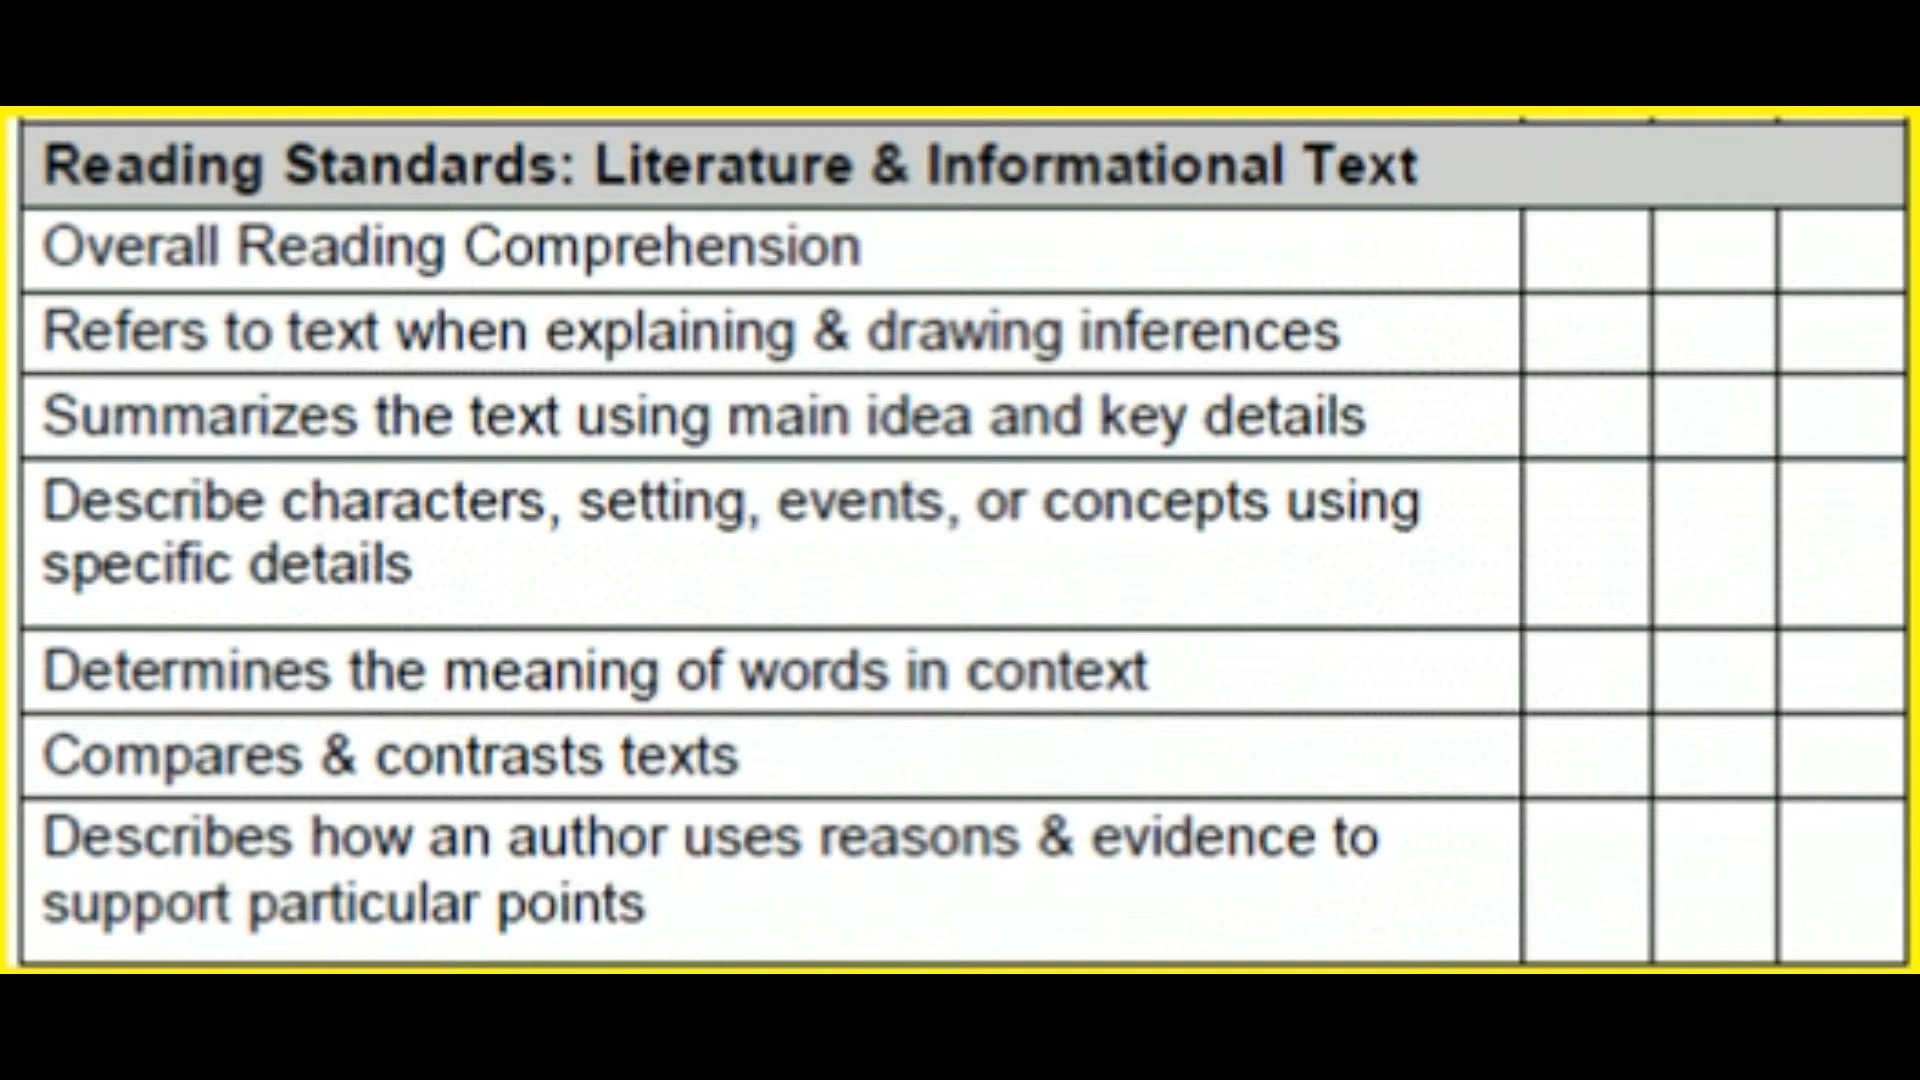 Reading Standards: Literature & Informational Text
Overall Reading Comprehension
Refers to text when explaining & drawing inferences
Summarizes the text using main idea and key details
Describe characters, setting, events, or concepts using
specific details
Determines the meaning of words in context
Compares & contrasts texts
Describes how an author uses reasons & evidence to
support particular points